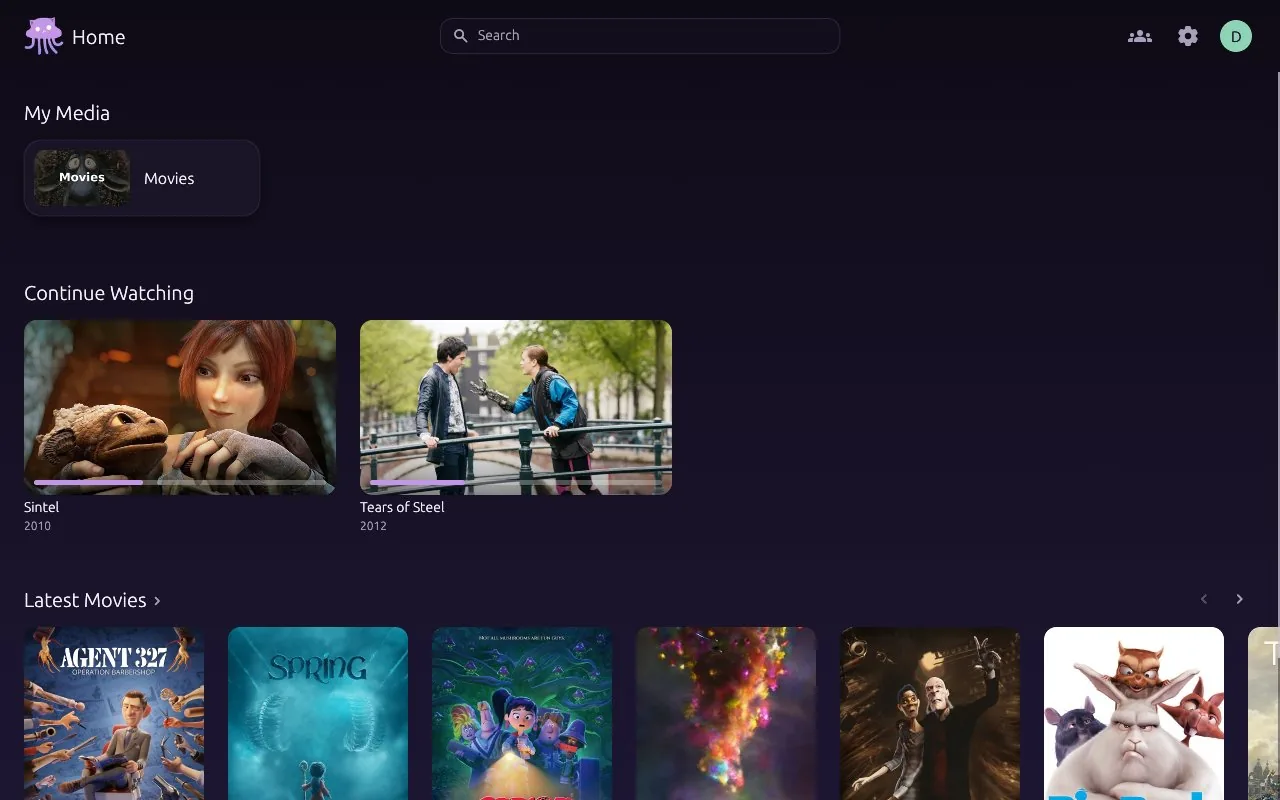 Home
Search
D
My Media
Movies
Movies
Continue Watching
Sintel
2010
Tears of Steel
2012
Latest Movies
AGENT 327
OPERATION BARBERSHOP
SPRING
NOT ALL MUSHROOMS ARE FUN GUYS